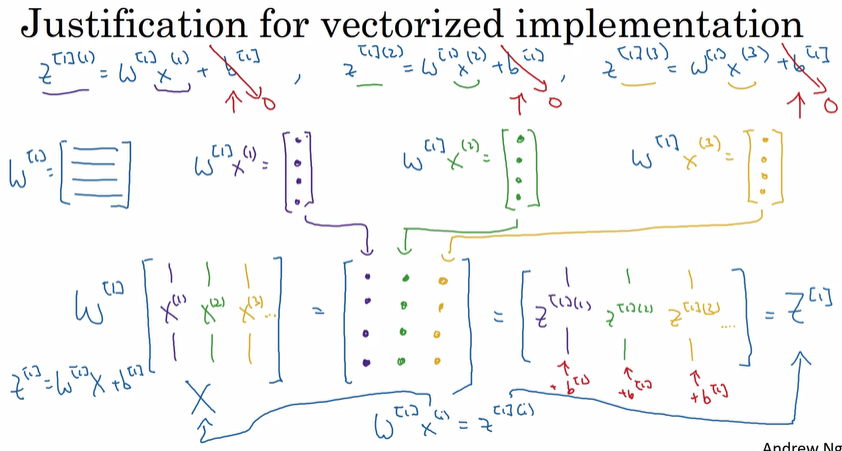 Justification for vectorized implementation
z^[1](1) = W^[1] x^(1) + b^[1] , z^[1](2) = W^[1] x^(2) + b^[1] , z^[1](3) = W^[1] x^(3) + b^[1]
0 0 0
W^[1] = [ ] W^[1] x^(1) = [ ] W^[1] x^(2) = [ ] W^[1] x^(3) = [ ]
W^[1] [ x^(1) x^(2) x^(3) ... ] = [ ] = [ z^[1](1) z^[1](2) z^[1](3) .... ] = Z^[1]
+ b^[1] + b^[1] + b^[1]
Z^[1] = W^[1] X + b^[1]
X
W^[1] x^(i) = z^[1](i)
Andrew Ng